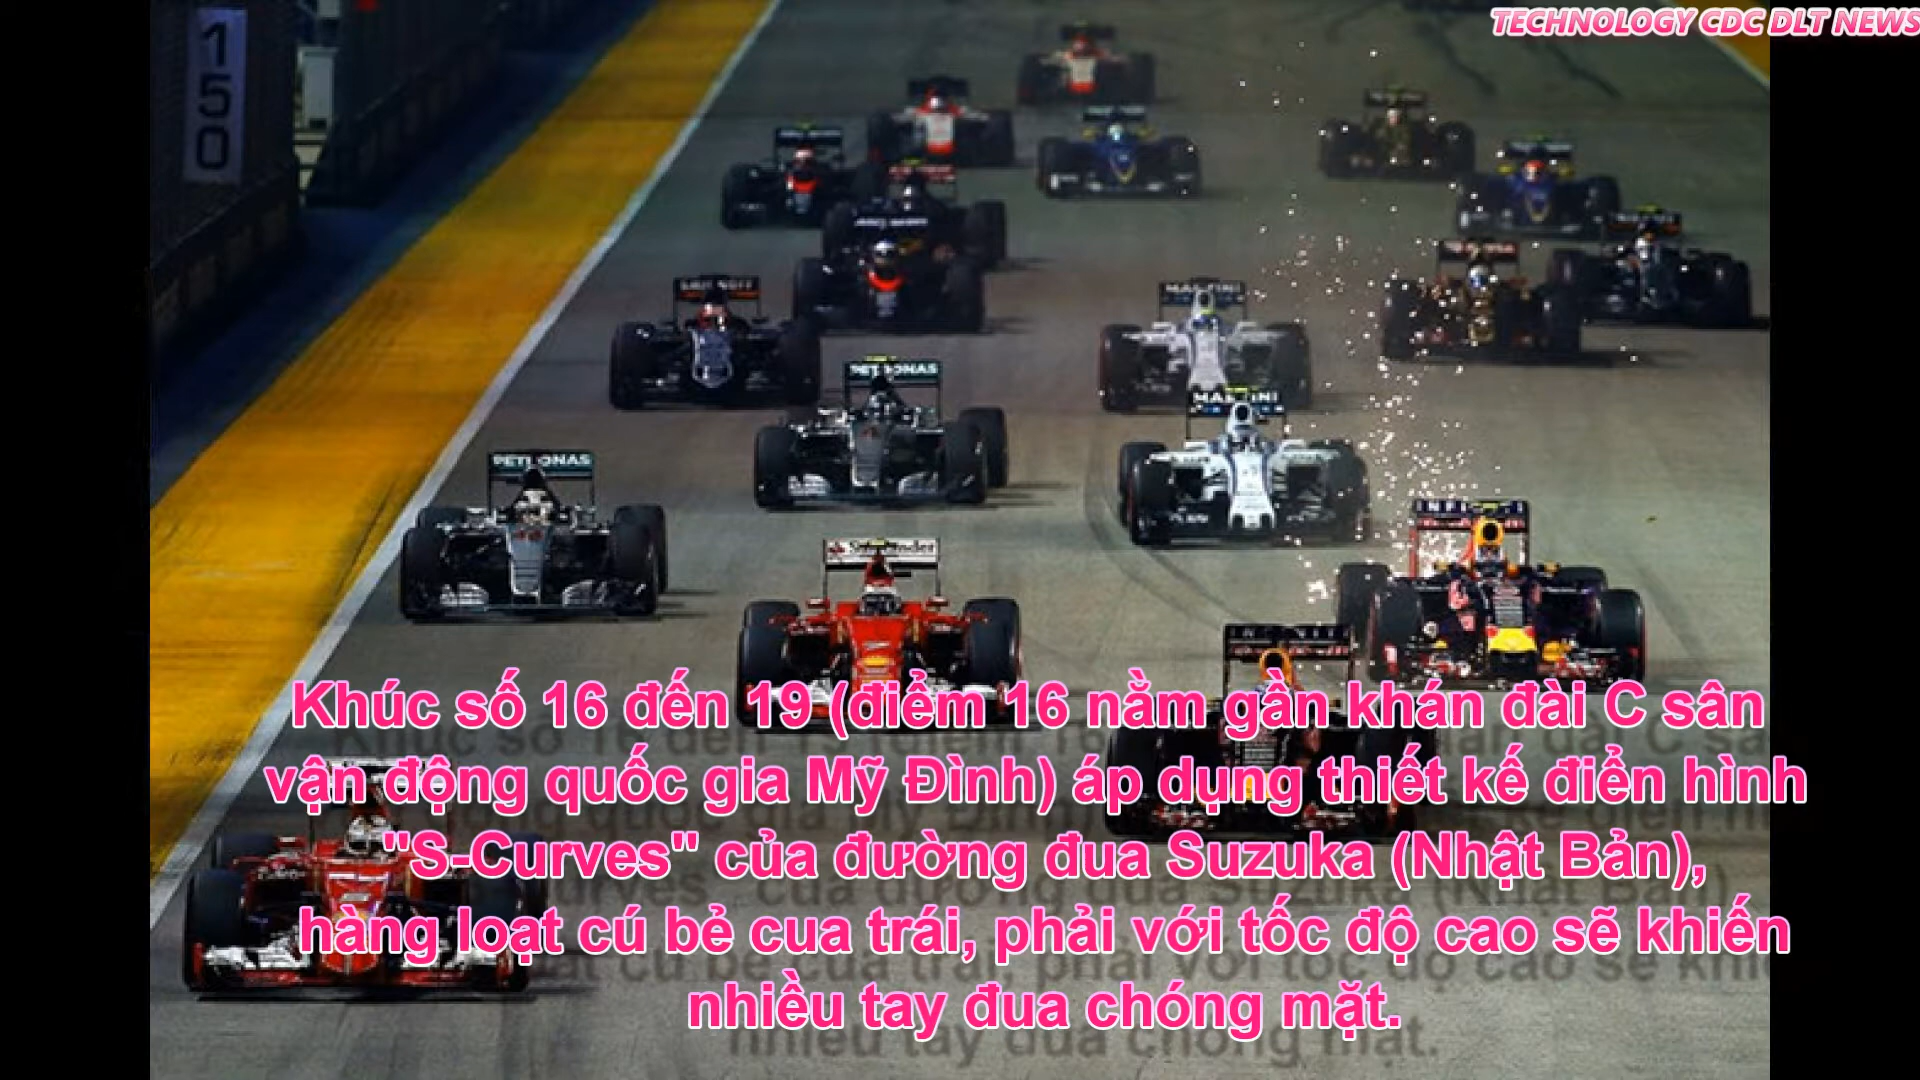 TECHNOLOGY CDC DLT NEWS
150
PETRONAS
MARTINI
PETRONAS
MARTINI
INFINITI
Santander
Khúc số 16 đến 19 (điểm 16 nằm gần khán đài C sân
vận động quốc gia Mỹ Đình) áp dụng thiết kế điển hình
"S-Curves" của đường đua Suzuka (Nhật Bản),
hàng loạt cú bẻ cua trái, phải với tốc độ cao sẽ khiến
nhiều tay đua chóng mặt.